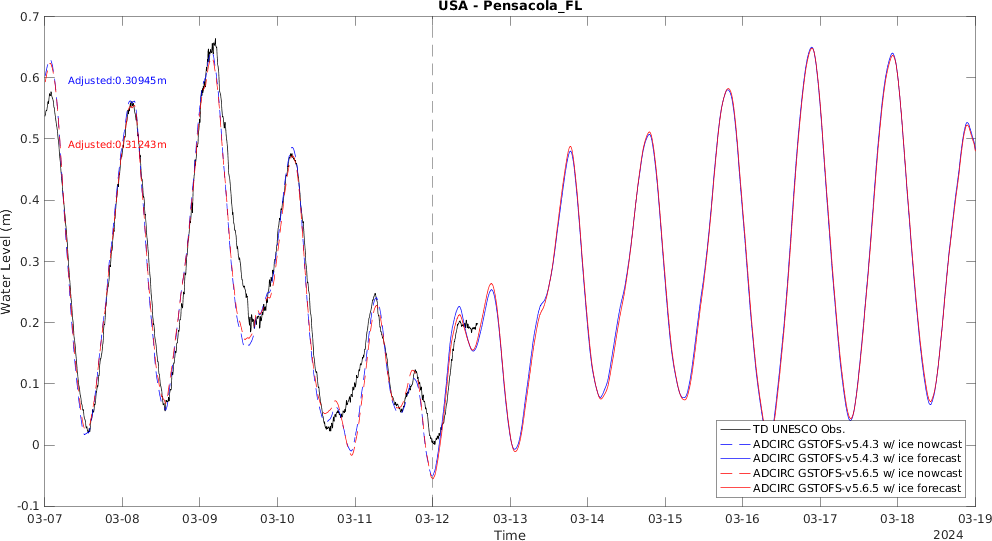 USA - Pensacola_FL
0.7
0.6
0.5
0.4
0.3
0.2
0.1
0
-0.1
Water Level (m)
Adjusted:0.30945m
Adjusted:0.31243m
TD UNESCO Obs.
ADCIRC GSTOFS-v5.4.3 w/ ice nowcast
ADCIRC GSTOFS-v5.4.3 w/ ice forecast
ADCIRC GSTOFS-v5.6.5 w/ ice nowcast
ADCIRC GSTOFS-v5.6.5 w/ ice forecast
03-07 03-08 03-09 03-10 03-11 03-12 03-13 03-14 03-15 03-16 03-17 03-18 03-19
Time
2024